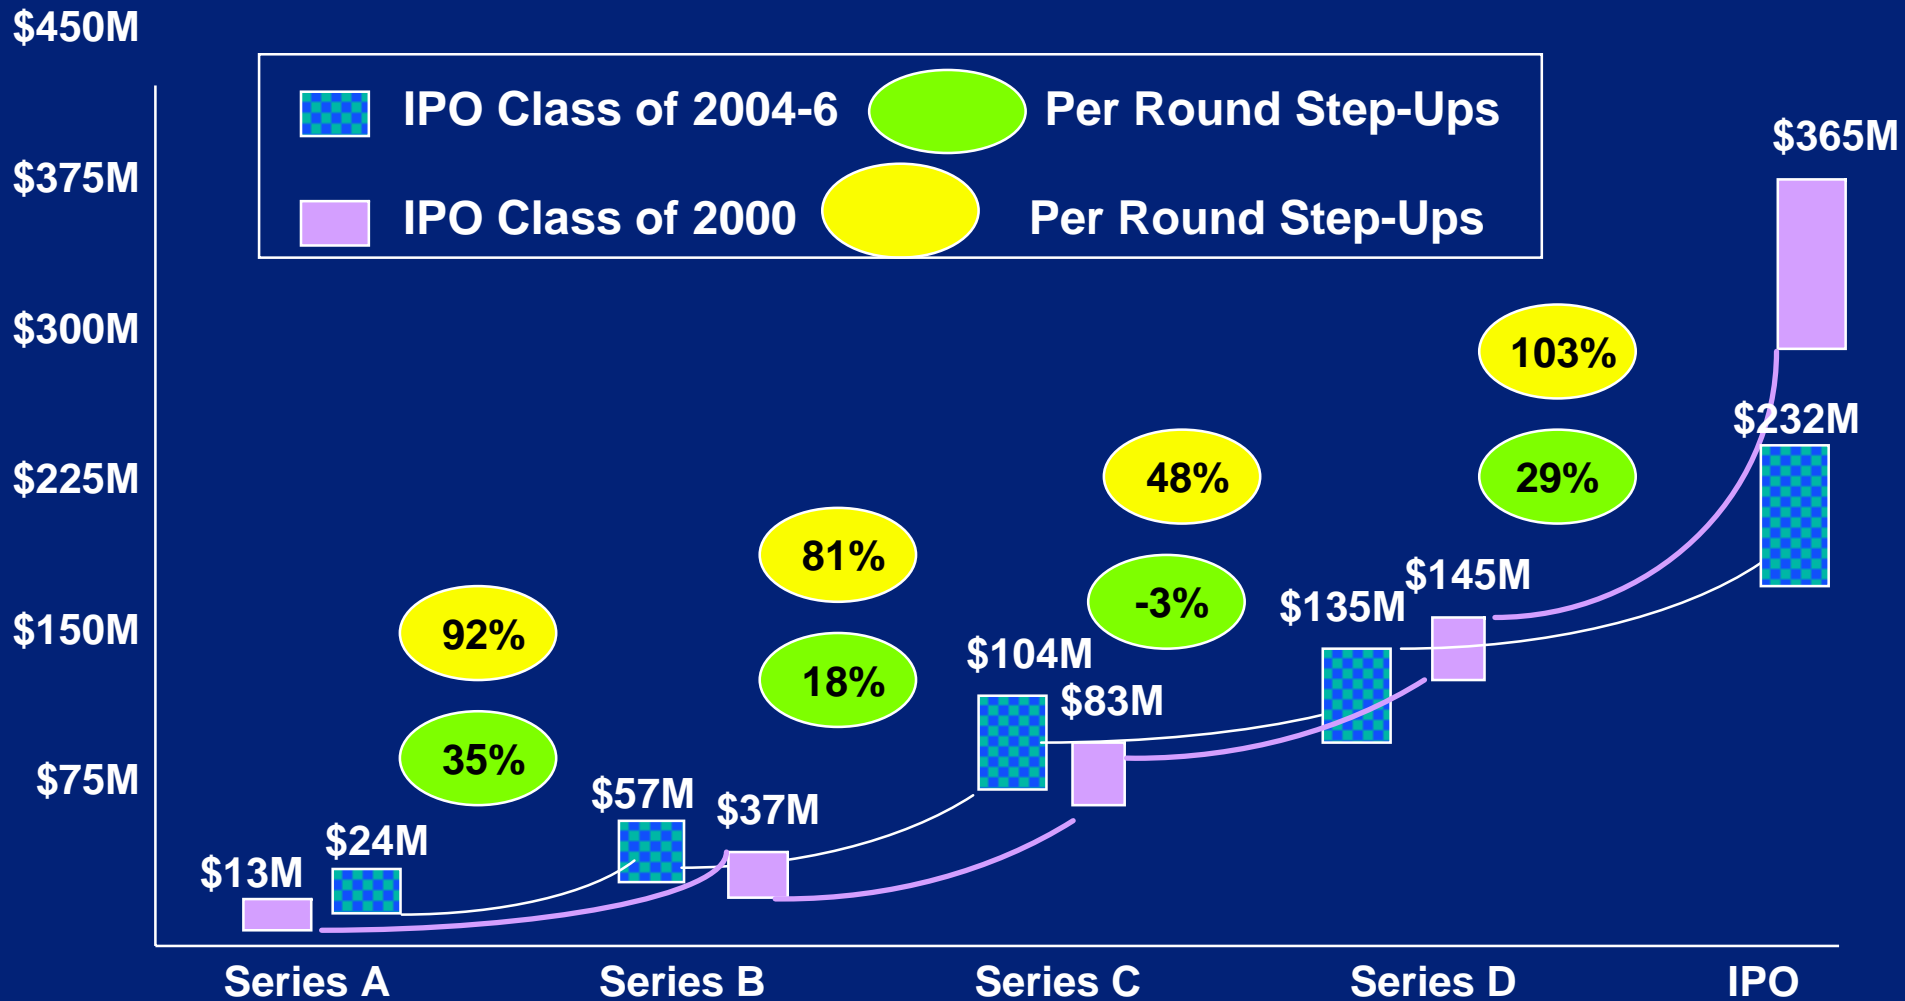 $450M
$375M
$300M
$225M
$150M
$75M
IPO Class of 2004-6 Per Round Step-Ups
IPO Class of 2000 Per Round Step-Ups
$13M
$24M
92%
35%
$57M
$37M
81%
18%
$104M
$83M
48%
-3%
$135M
$145M
103%
29%
$365M
$232M
Series A Series B Series C Series D IPO